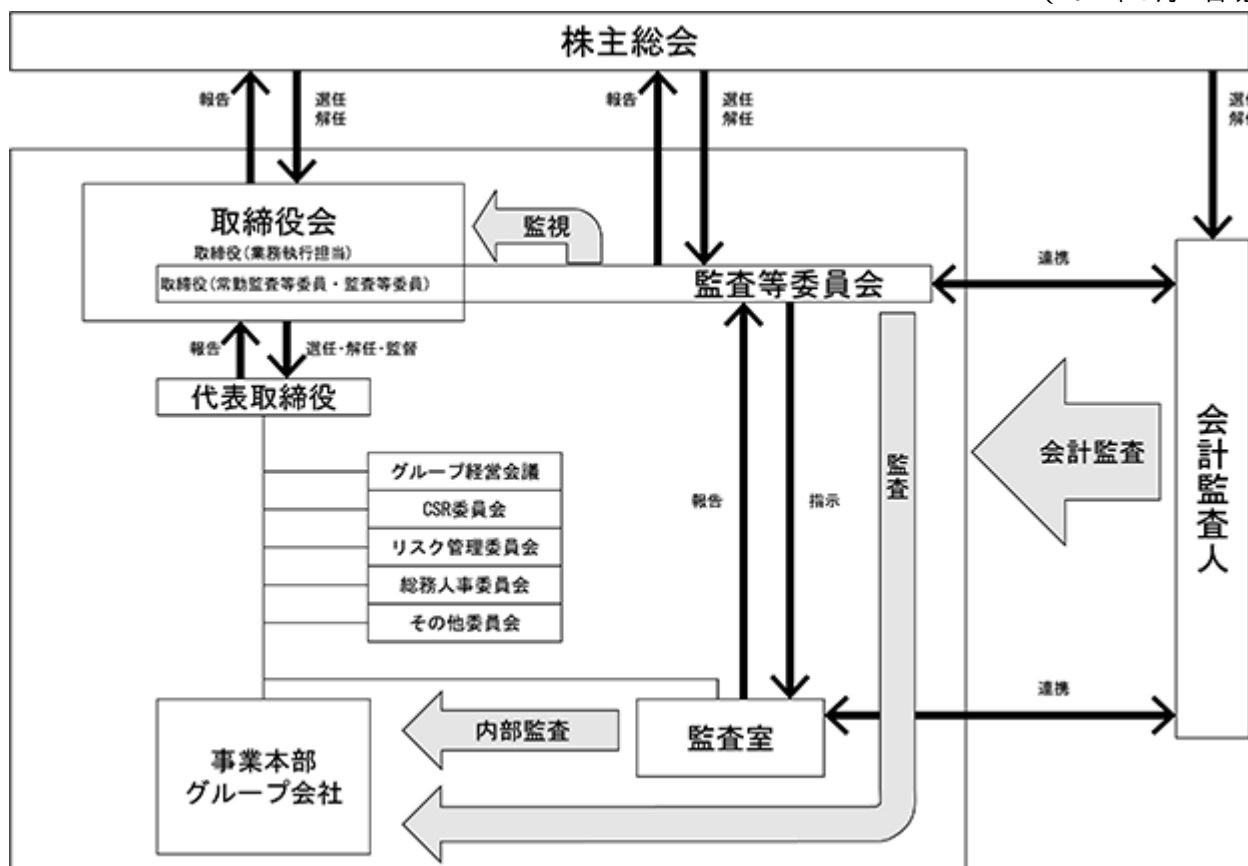 株主総会
報告
選任
解任
報告
選任
解任
取締役会
取締役(業務執行担当)
取締役(常勤監査等委員・監査等委員)
監視
監査等委員会
連携
報告
選任・解任・監督
代表取締役
グループ経営会議
CSR委員会
リスク管理委員会
総務人事委員会
その他委員会
報告
指示
監査
会計監査
会計監査人
連携
内部監査
監査室
事業本部
グループ会社